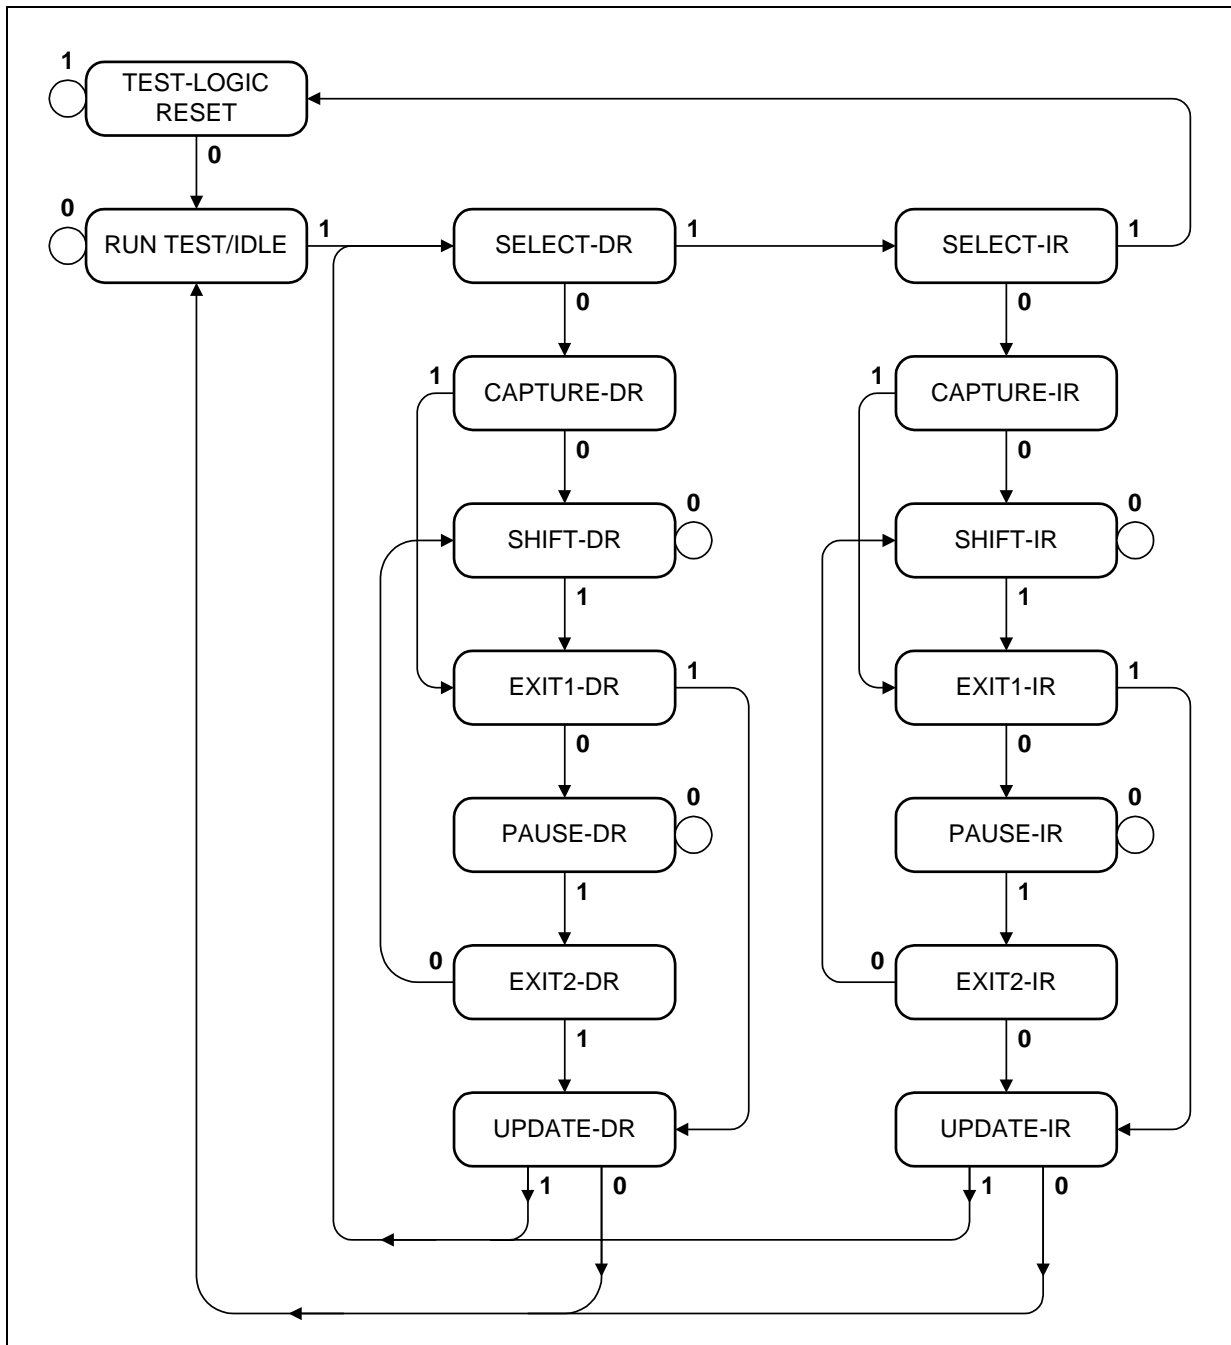 1
TEST-LOGIC
RESET
0
0
RUN TEST/IDLE
1
SELECT-DR
1
SELECT-IR
1
0
0
1
CAPTURE-DR
1
CAPTURE-IR
0
0
0
0
SHIFT-DR
SHIFT-IR
1
1
EXIT1-DR
1
EXIT1-IR
1
0
0
0
0
PAUSE-DR
PAUSE-IR
1
1
0
EXIT2-DR
0
EXIT2-IR
1
0
UPDATE-DR
UPDATE-IR
1
0
1
0